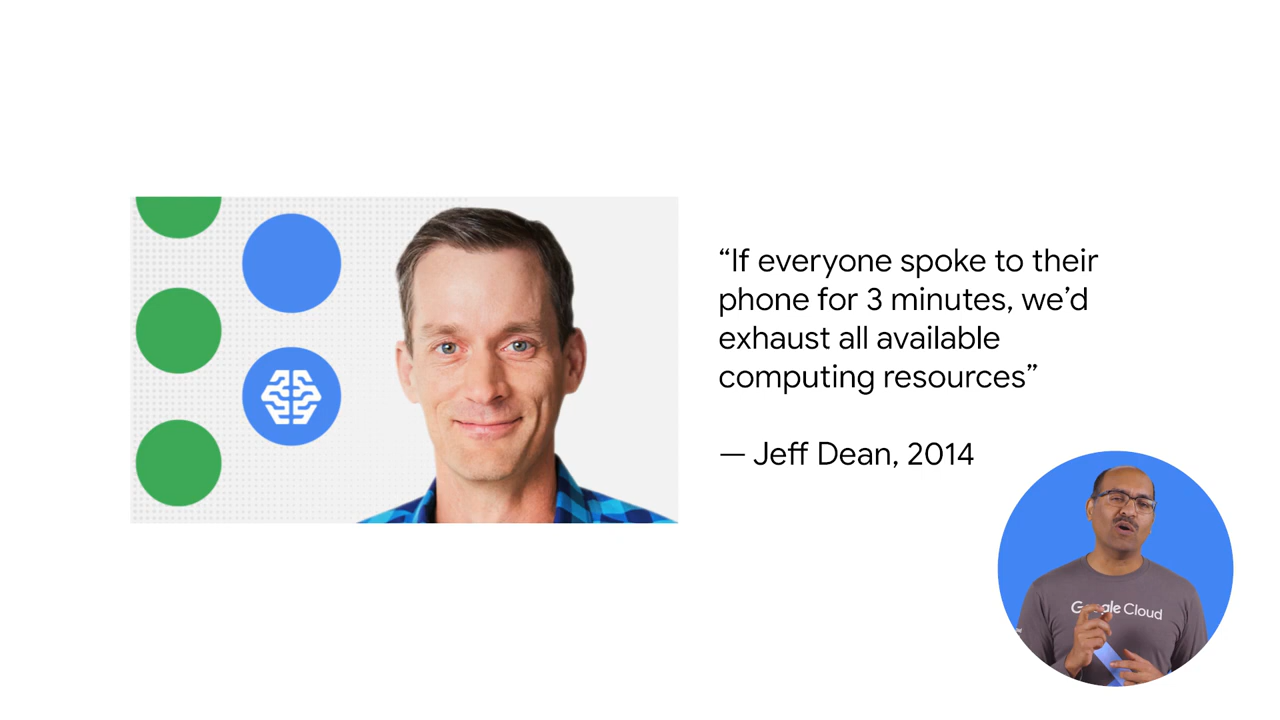 “If everyone spoke to their
phone for 3 minutes, we’d
exhaust all available
computing resources”
— Jeff Dean, 2014
Google Cloud